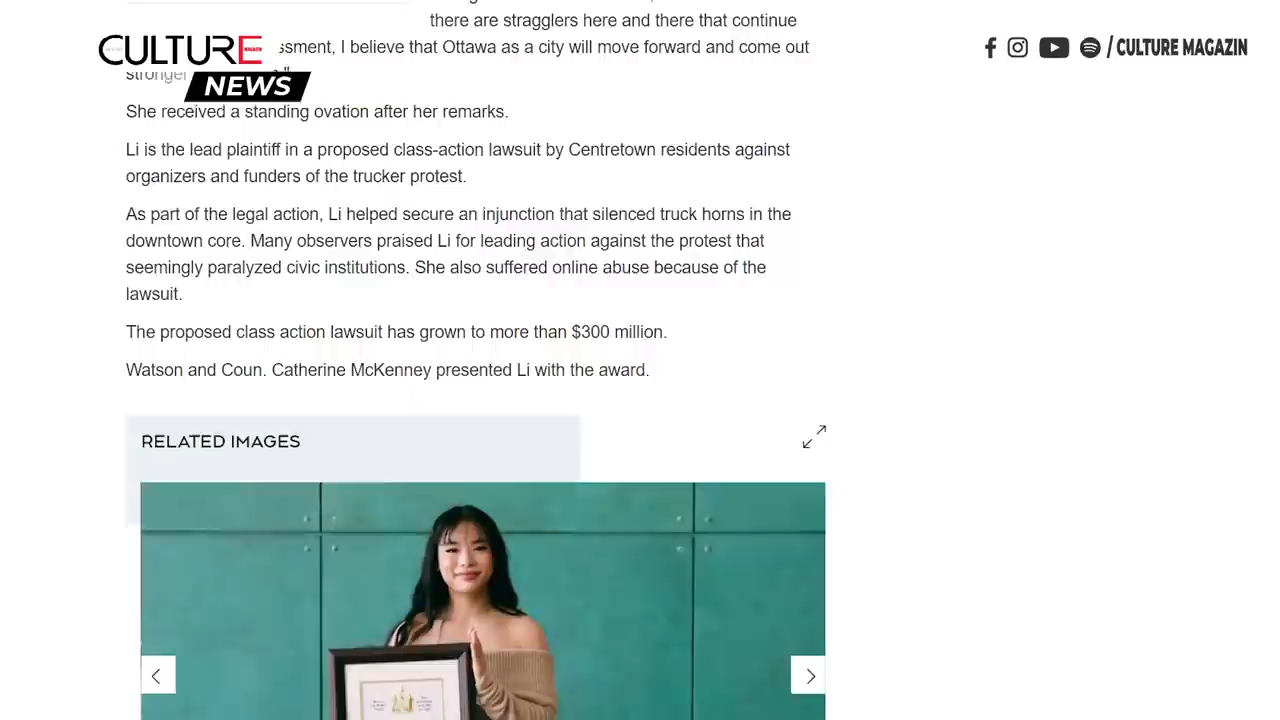 there are stragglers here and there that continue
CULTURE
ssment, I believe that Ottawa as a city will move forward and come out
/ CULTURE MAGAZIN
stronger
NEWS
She received a standing ovation after her remarks.
Li is the lead plaintiff in a proposed class-action lawsuit by Centretown residents against
organizers and funders of the trucker protest.
As part of the legal action, Li helped secure an injunction that silenced truck horns in the
downtown core. Many observers praised Li for leading action against the protest that
seemingly paralyzed civic institutions. She also suffered online abuse because of the
lawsuit.
The proposed class action lawsuit has grown to more than $300 million.
Watson and Coun. Catherine McKenney presented Li with the award.
RELATED IMAGES